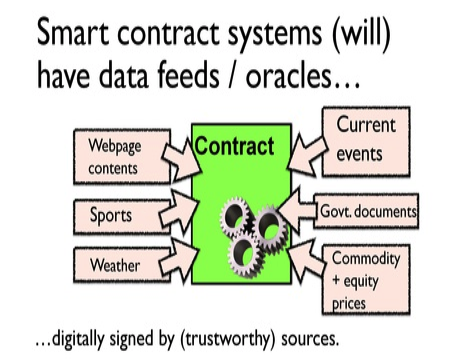 Smart contract systems (will)
have data feeds / oracles…
Webpage
contents
Sports
Weather
Contract
Current
events
Govt. documents
Commodity
+ equity
prices
…digitally signed by (trustworthy) sources.